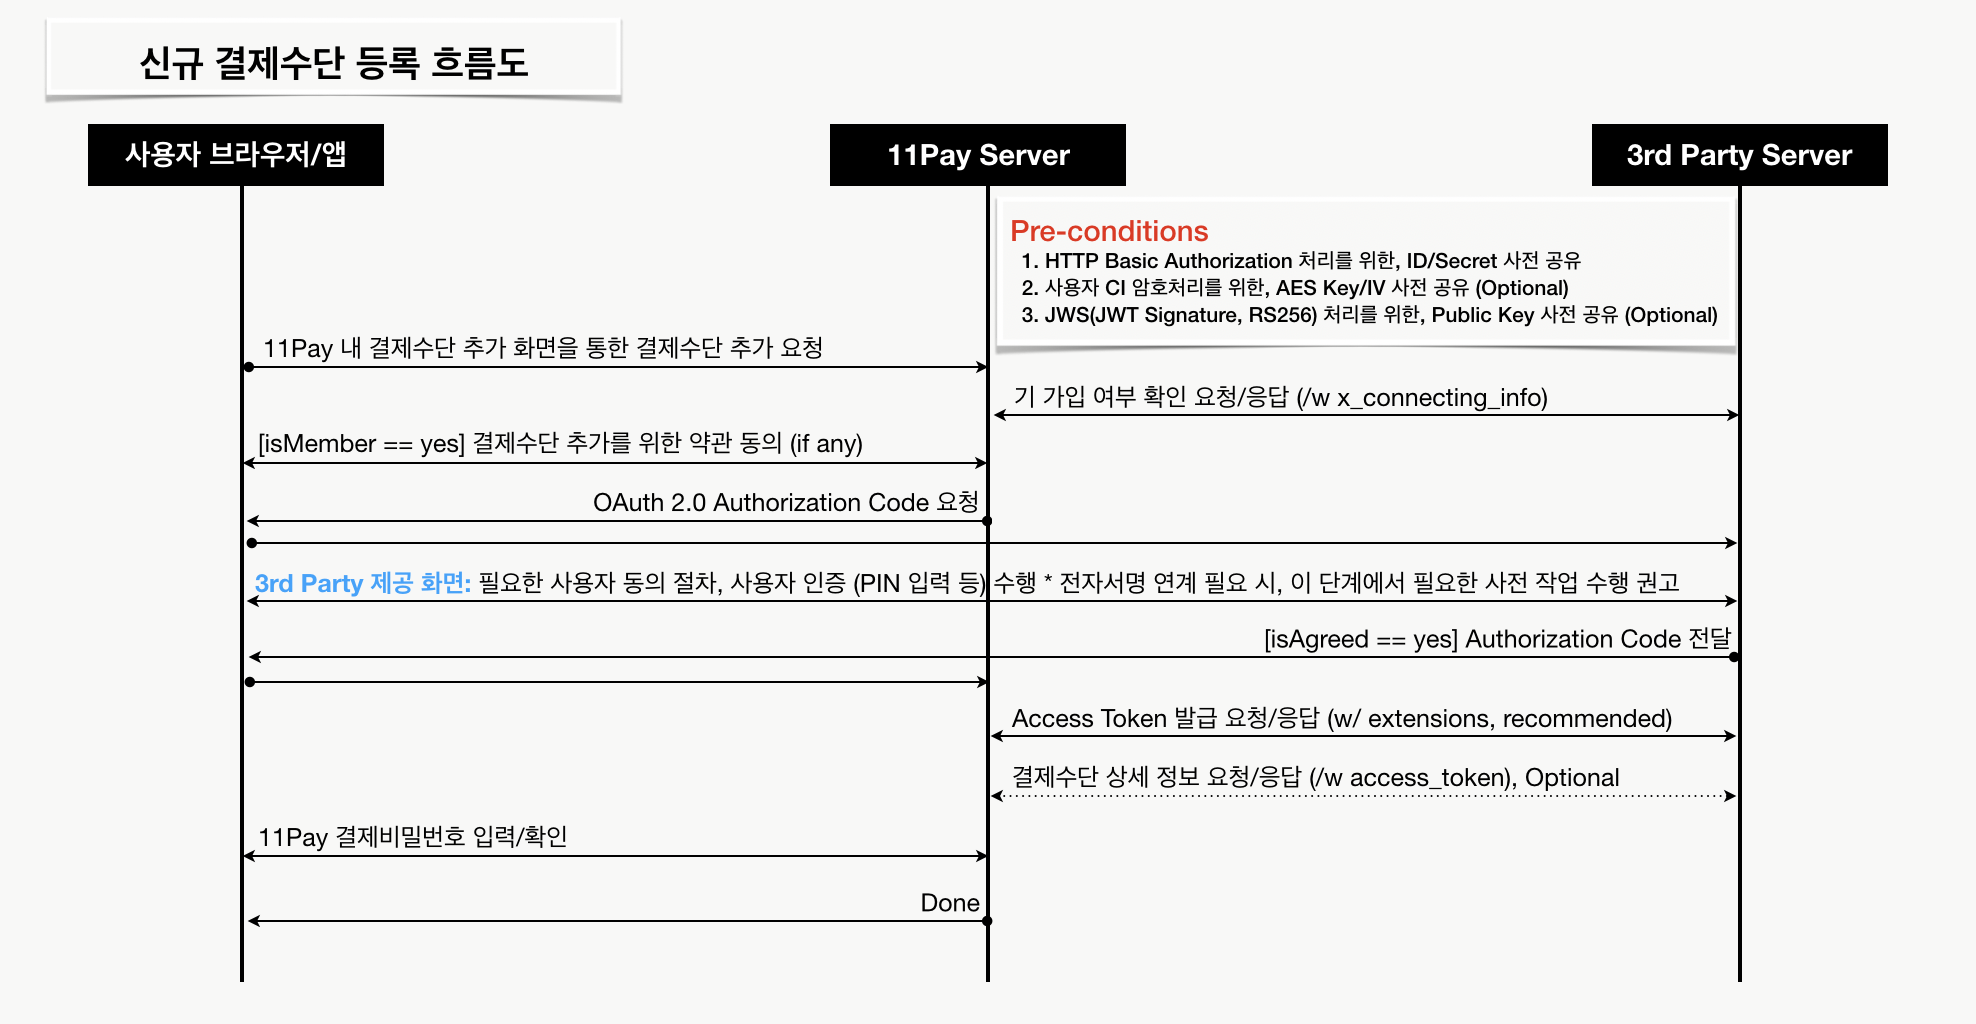 신규 결제수단 등록 흐름도
사용자 브라우저/앱
11Pay Server
3rd Party Server
Pre-conditions
1. HTTP Basic Authorization 처리를 위한, ID/Secret 사전 공유
2. 사용자 CI 암호처리를 위한, AES Key/IV 사전 공유 (Optional)
3. JWS(JWT Signature, RS256) 처리를 위한, Public Key 사전 공유 (Optional)
11Pay 내 결제수단 추가 화면을 통한 결제수단 추가 요청
기 가입 여부 확인 요청/응답 (/w x_connecting_info)
[isMember == yes] 결제수단 추가를 위한 약관 동의 (if any)
OAuth 2.0 Authorization Code 요청
3rd Party 제공 화면: 필요한 사용자 동의 절차, 사용자 인증 (PIN 입력 등) 수행 * 전자서명 연계 필요 시, 이 단계에서 필요한 사전 작업 수행 권고
[isAgreed == yes] Authorization Code 전달
Access Token 발급 요청/응답 (w/ extensions, recommended)
결제수단 상세 정보 요청/응답 (/w access_token), Optional
11Pay 결제비밀번호 입력/확인
Done